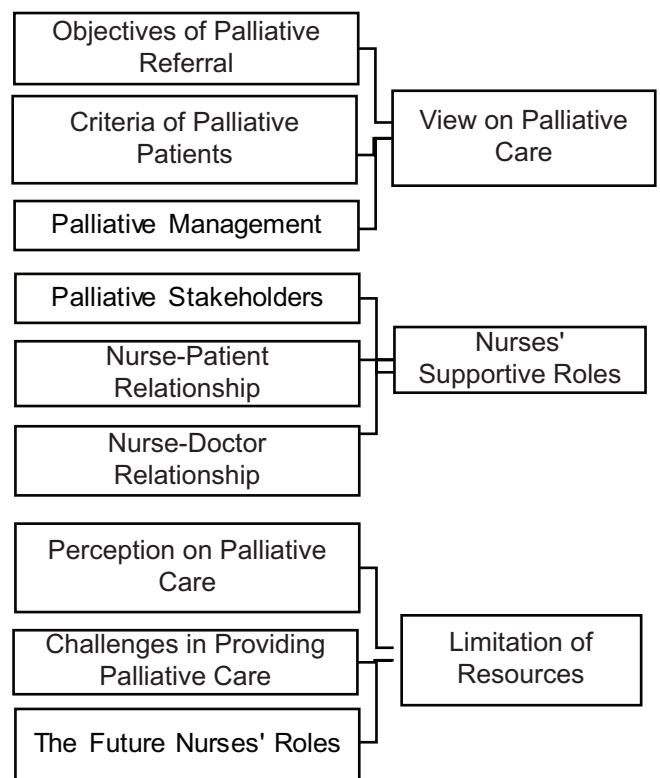 Objectives of Palliative
Referral
Criteria of Palliative
Patients
View on Palliative
Care
Palliative Management
Palliative Stakeholders
Nurse-Patient
Relationship
Nurses'
Supportive Roles
Nurse-Doctor
Relationship
Perception on Palliative
Care
Challenges in Providing
Palliative Care
Limitation of
Resources
The Future Nurses' Roles